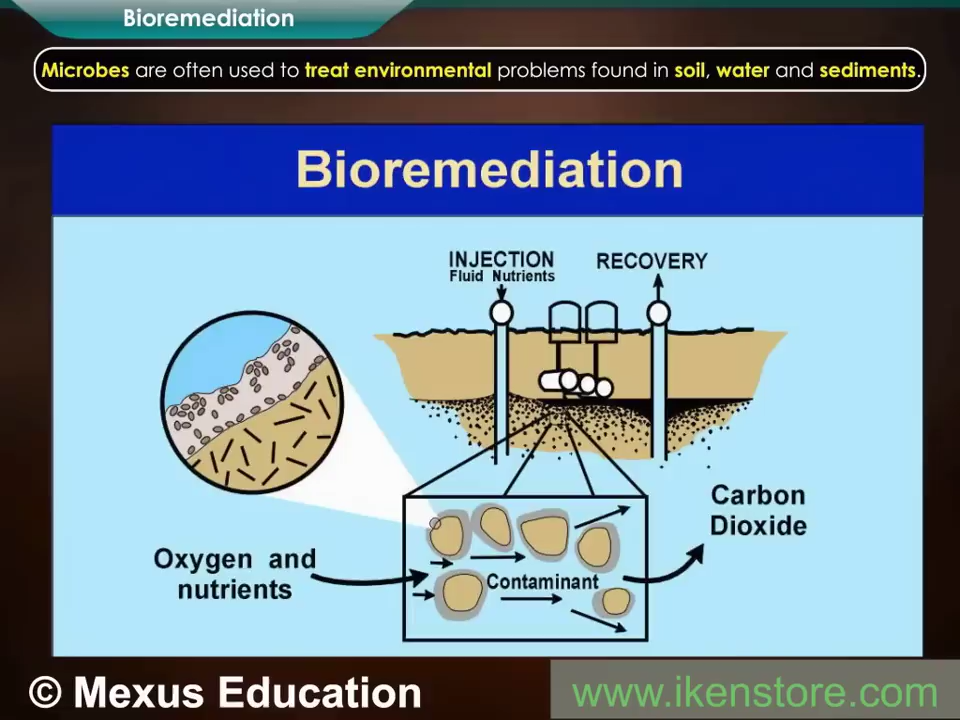 Bioremediation
Microbes are often used to treat environmental problems found in soil, water and sediments.
Bioremediation
INJECTION
Fluid Nutrients
RECOVERY
Carbon
Dioxide
Oxygen and
nutrients
Contaminant
© Mexus Education
www.ikenstore.com